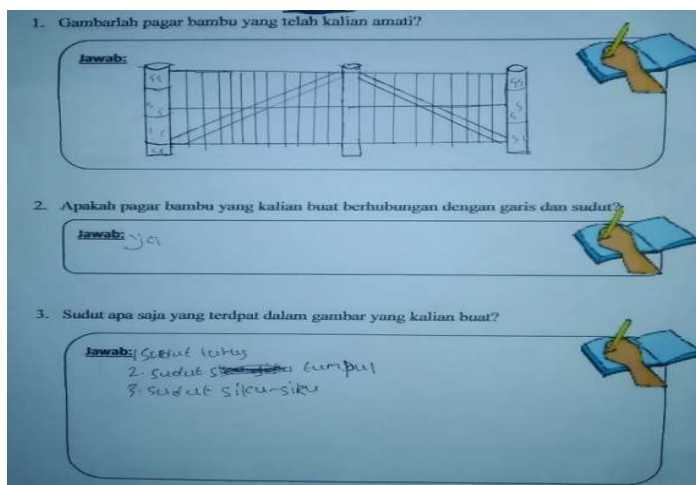 1. Gambarlah pagar bambu yang telah kalian amati?
Jawab:
2. Apakah pagar bambu yang kalian buat berhubungan dengan garis dan sudut?
Jawab: ya
3. Sudut apa saja yang terdpat dalam gambar yang kalian buat?
Jawab: 1 Sudut lurus
2. sudut tumpul
3. sudut siku-siku